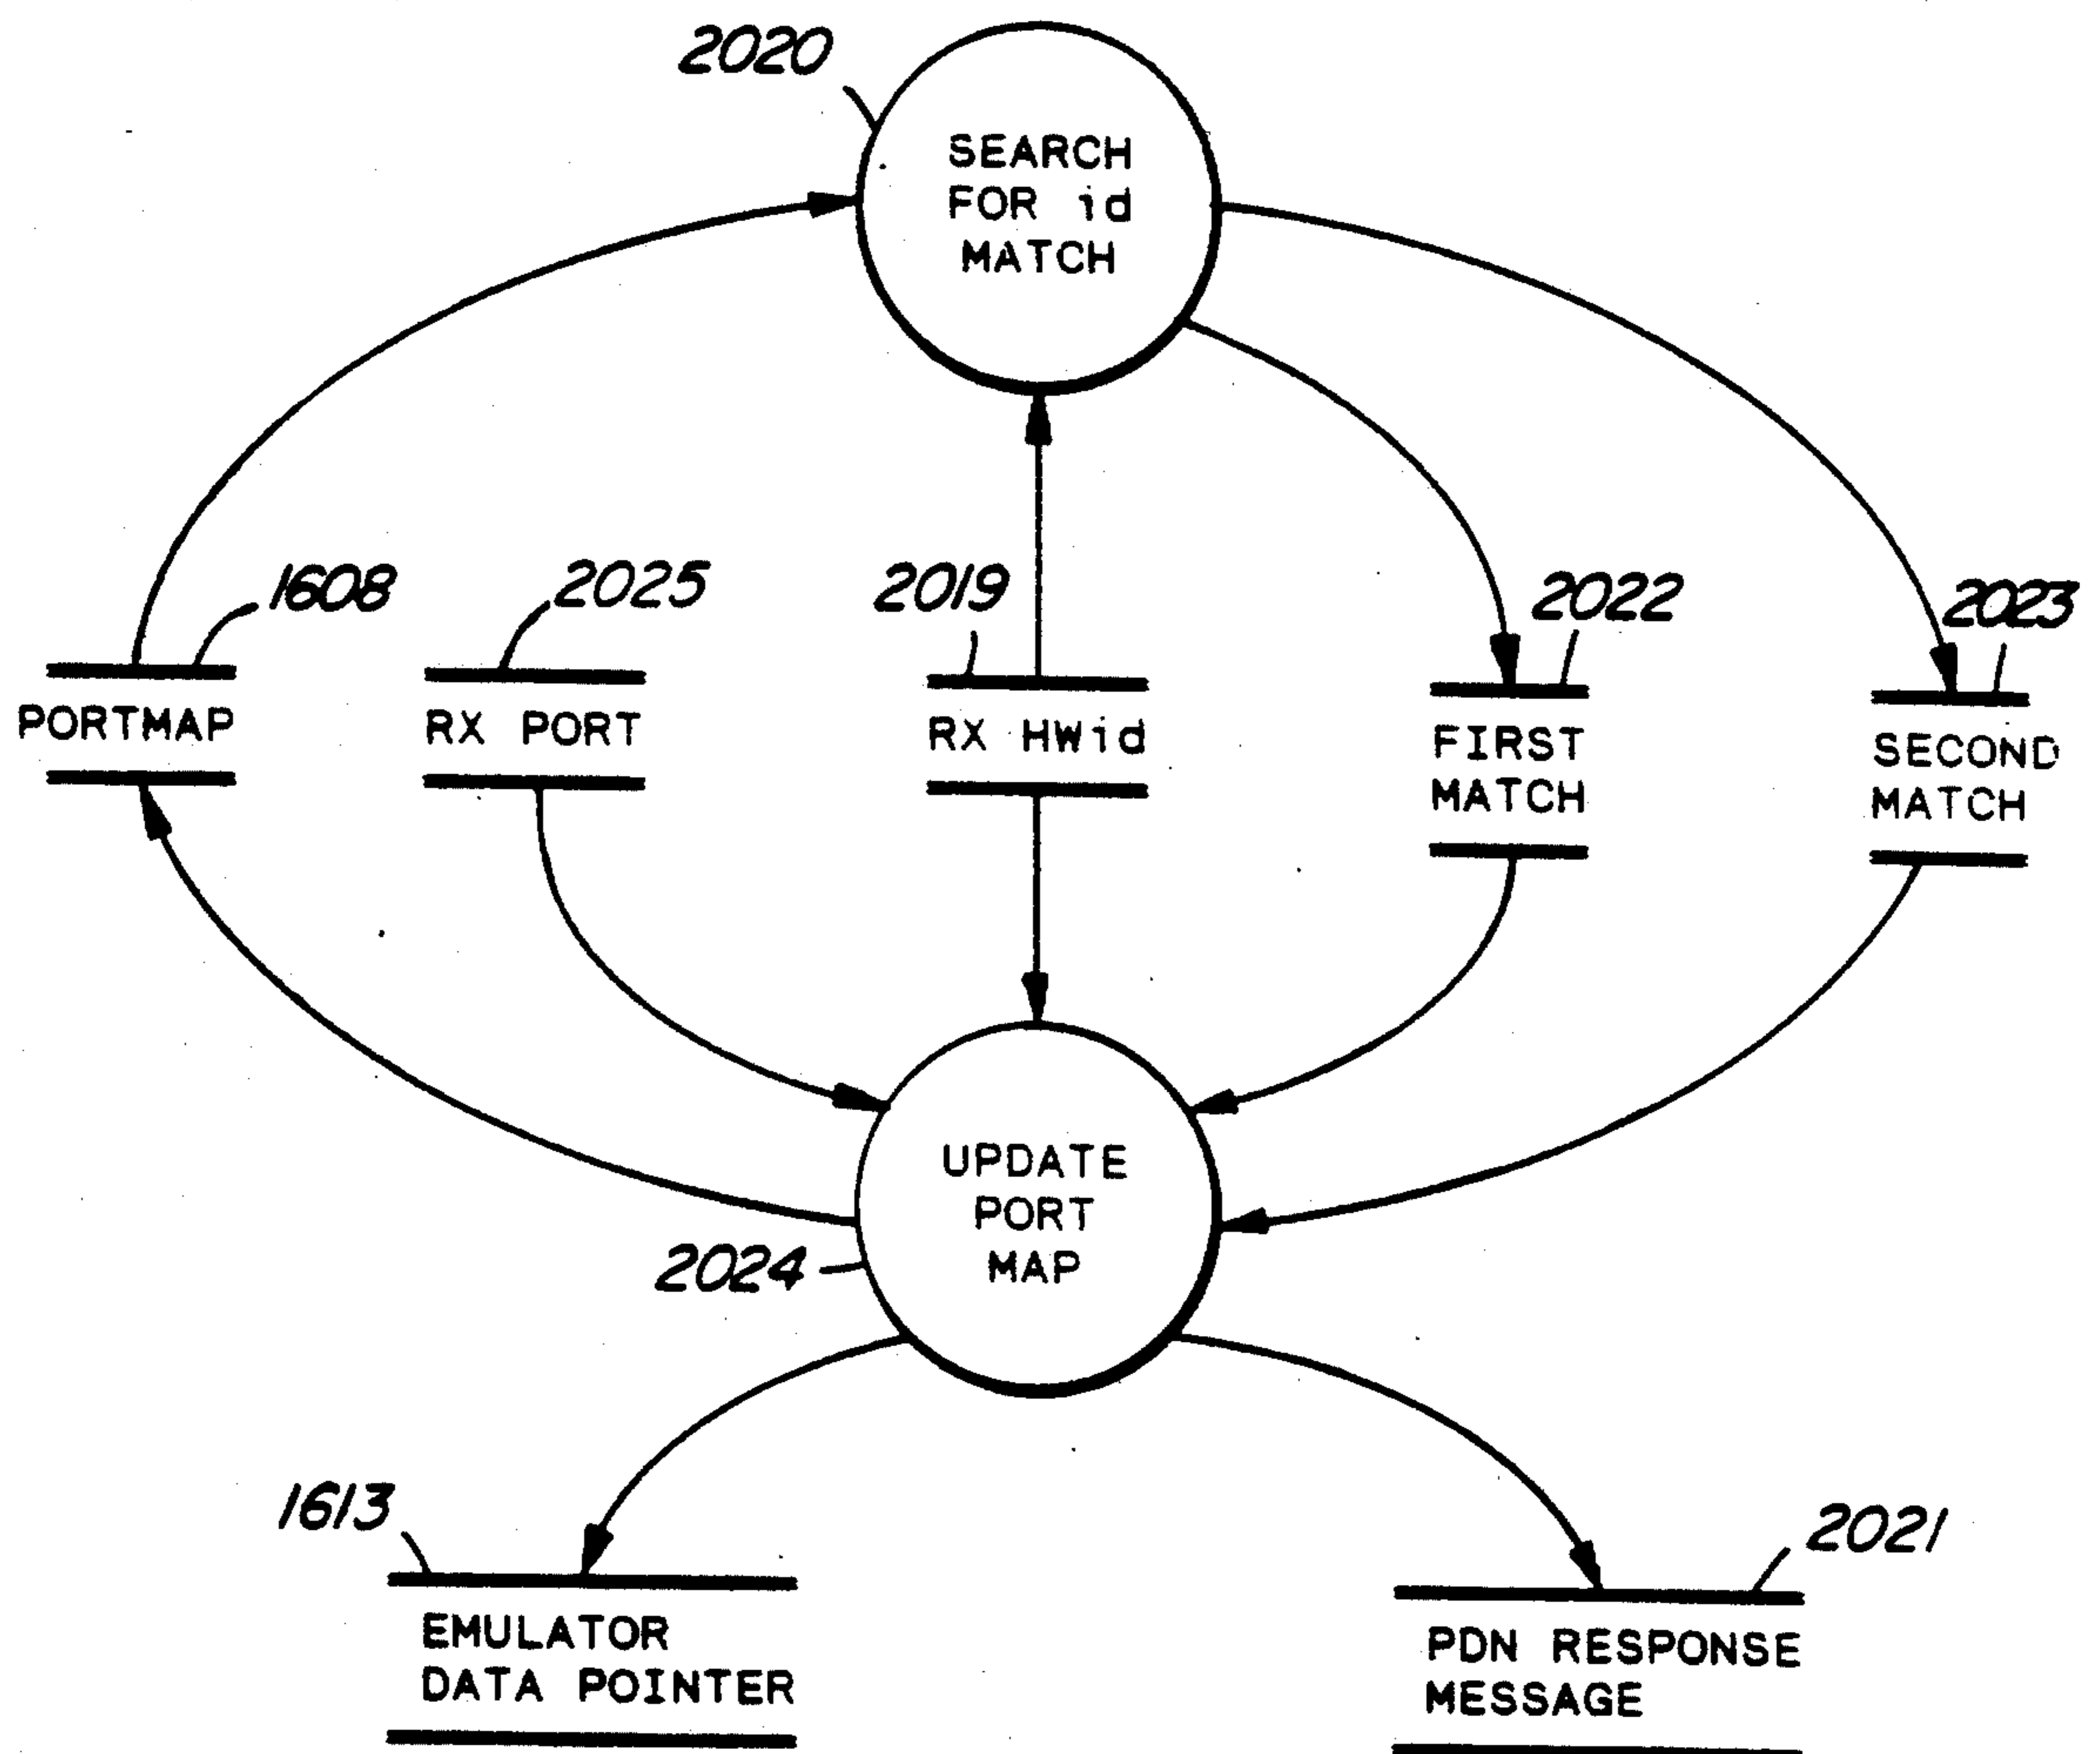 2020
SEARCH
FOR id
MATCH
1608
2025
2019
2022
2023
PORTMAP
RX PORT
RX HWid
FIRST
MATCH
SECOND
MATCH
UPDATE
PORT
MAP
2024
1613
2021
EMULATOR
DATA POINTER
PDN RESPONSE
MESSAGE